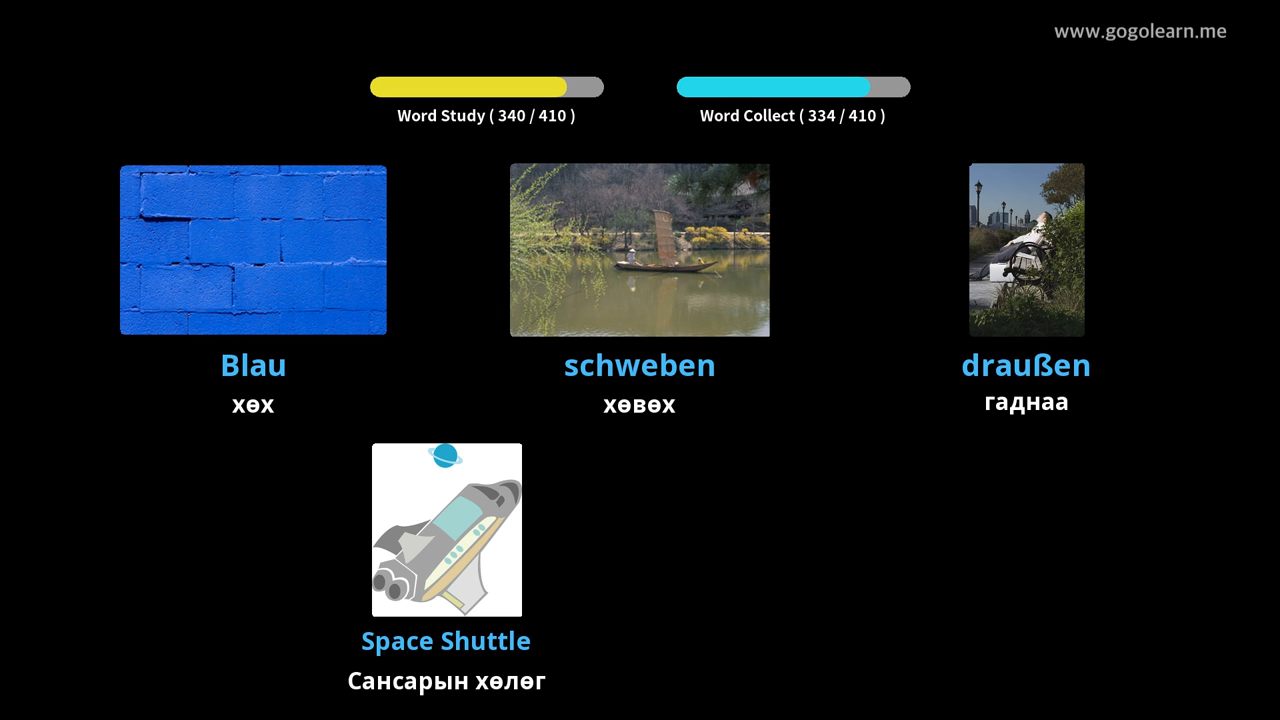 www.gogolearn.me
Word Study ( 340 / 410 )
Word Collect ( 334 / 410 )
Blau
хөх
schweben
хөвөх
draußen
гаднаа
Space Shuttle
Сансарын хөлөг